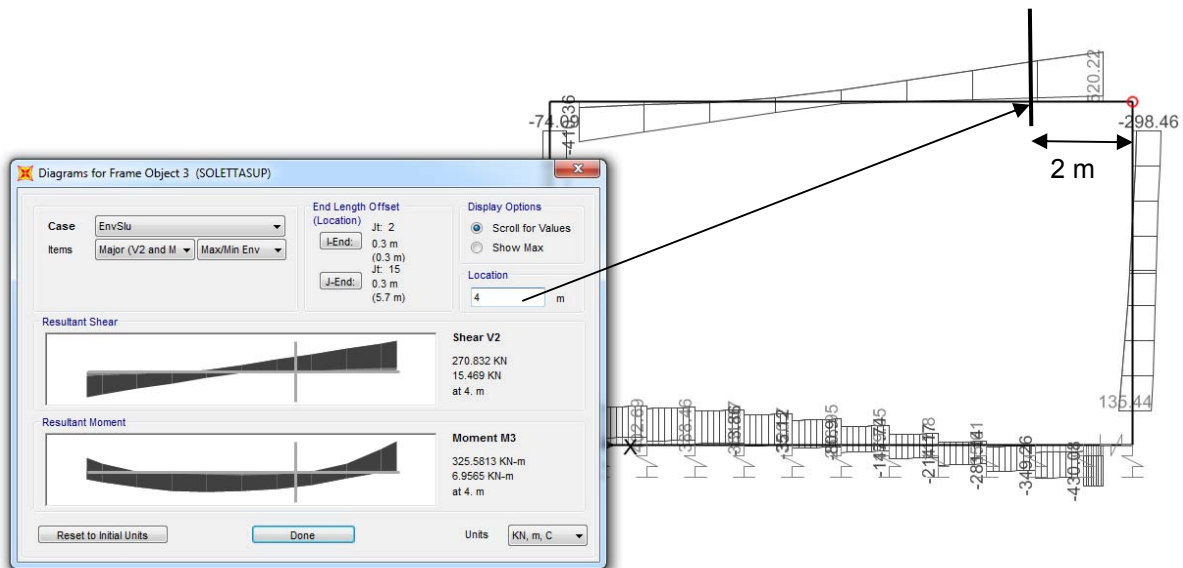 Diagrams for Frame Object 3 (SOLETTASUP)
Case
EnvSlu
Items
Major (V2 and M
Max/Min Env
End Length Offset
(Location)
Jt: 2
I-End:
0.3 m
(0.3 m)
Jt: 15
J-End:
0.3 m
(5.7 m)
Display Options
Scroll for Values
Show Max
Location
4 m
Resultant Shear
Shear V2
270.832 KN
15.469 KN
at 4. m
Resultant Moment
Moment M3
325.5813 KN-m
6.9565 KN-m
at 4. m
Reset to Initial Units
Done
Units
KN, m, C
-74.09
520.22
-298.46
2 m
135.44
-349.26
-430.08